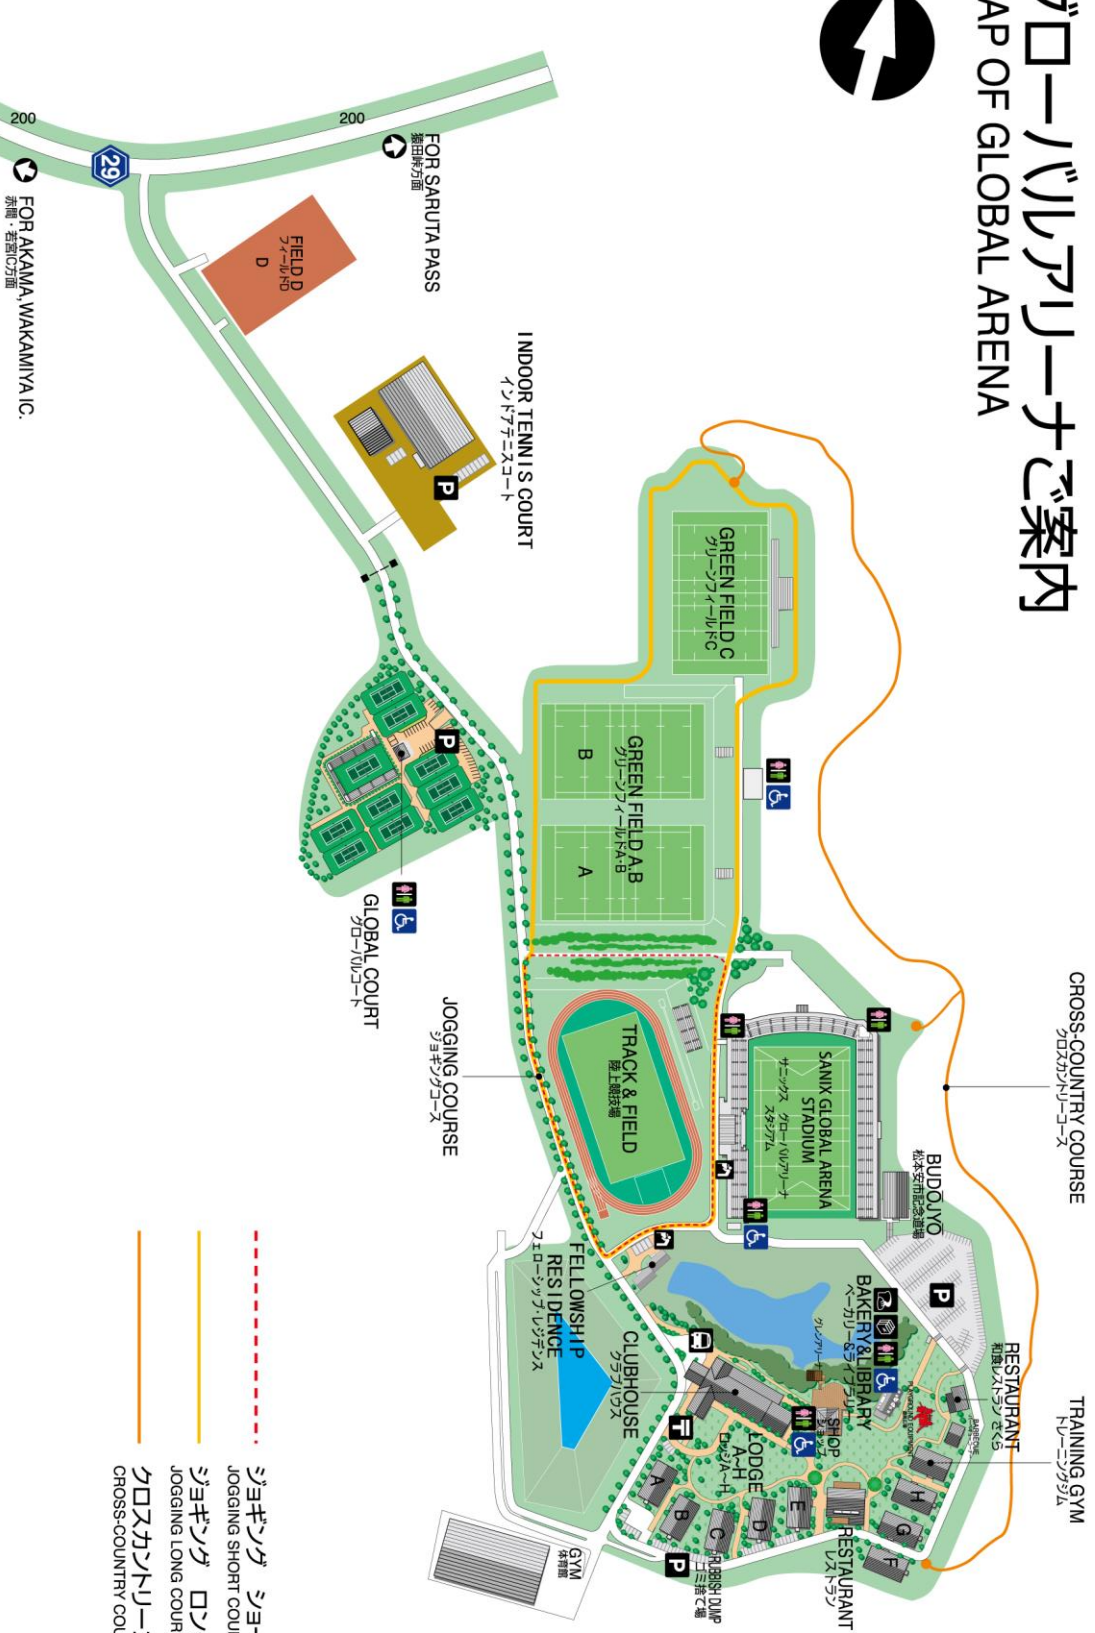 グローバルアリーナご案内
MAP OF GLOBAL ARENA
200
29
200
FOR SARUTA PASS
猿田峠方面
FOR AKAMA,WAKAMIYA IC.
赤間・若宮IC方面
FIELD D
フィールドD
D
INDOOR TENNIS COURT
インドアテニスコート
P
GREEN FIELD C
グリーンフィールドC
GREEN FIELD A.B
グリーンフィールドA・B
B
A
P
GLOBAL COURT
グローバルコート
CROSS-COUNTRY COURSE
クロスカントリーコース
JOGGING COURSE
ジョギングコース
TRACK & FIELD
陸上競技場
SANIX GLOBAL ARENA
STADIUM
サニックス グローバルアリーナ
スタジアム
BUDŌJYŌ
松本安市記念道場
P
FELLOWSHIP
RESIDENCE
フェローシップ・レジデンス
CLUBHOUSE
クラブハウス
BAKERY&LIBRARY
ベーカリー&ライブラリー
グレンアリーナ
SHOP
ショップ
RESTAURANT
和食レストラン さくら
BARBECUE
TRAINING GYM
トレーニングジム
LODGE
A~H
ロッジA~H
A
B
C
D
E
F
G
H
RESTAURANT
レストラン
RUBBISH DUMP
ゴミ捨て場
P
GYM
体育館
ジョギング ショー
JOGGING SHORT COU
ジョギング ロン
JOGGING LONG COUR
クロスカントリー
CROSS-COUNTRY COU